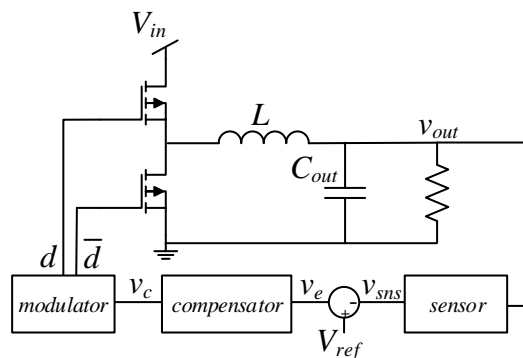 V_in
L
v_out
C_out
d
d̅
modulator
v_c
compensator
v_e
-
+
v_sns
sensor
V_ref